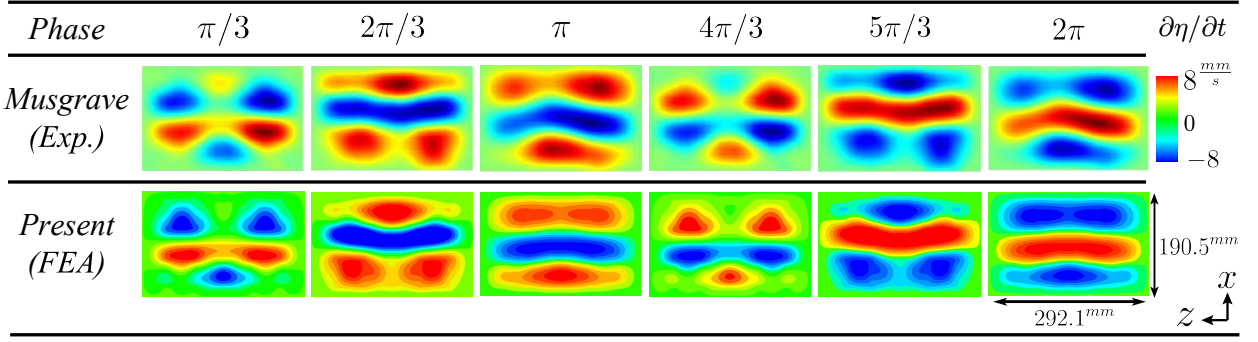 Phase π/3 2π/3 π 4π/3 5π/3 2π ∂η/∂t
Musgrave
(Exp.)
8 mm/s
0
−8
Present
(FEA)
190.5mm
292.1mm
x
z